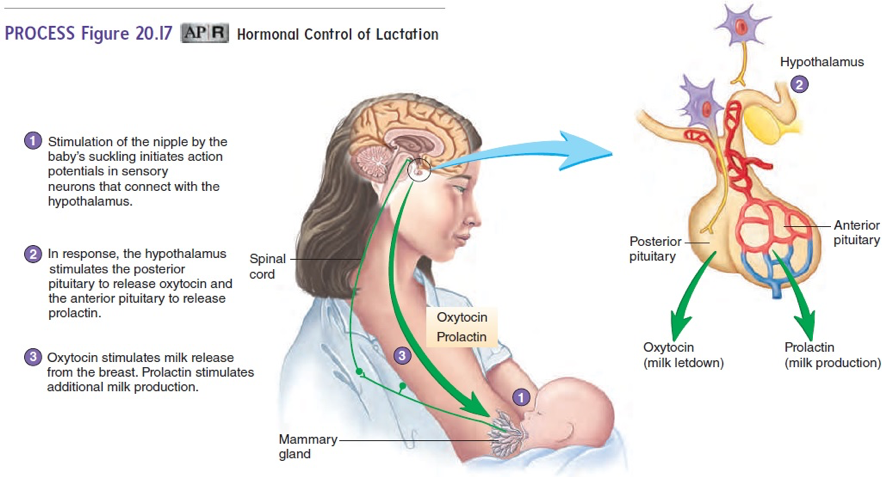 PROCESS Figure 20.17 AP R Hormonal Control of Lactation
1 Stimulation of the nipple by the
baby's suckling initiates action
potentials in sensory
neurons that connect with the
hypothalamus.
2 In response, the hypothalamus
stimulates the posterior
pituitary to release oxytocin and
the anterior pituitary to release
prolactin.
3 Oxytocin stimulates milk release
from the breast. Prolactin stimulates
additional milk production.
Spinal
cord
Oxytocin
Prolactin
3
1
Mammary
gland
Hypothalamus
2
Posterior
pituitary
Anterior
pituitary
Oxytocin
(milk letdown)
Prolactin
(milk production)